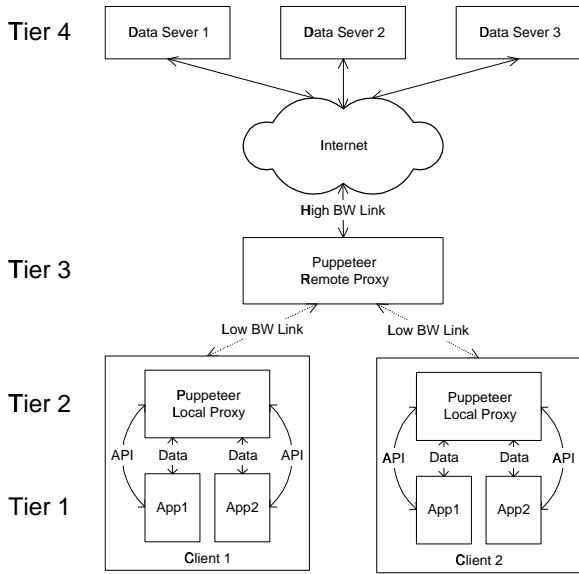 Tier 4
Data Sever 1
Data Sever 2
Data Sever 3
Internet
High BW Link
Tier 3
Puppeteer
Remote Proxy
Low BW Link
Low BW Link
Tier 2
Puppeteer
Local Proxy
Puppeteer
Local Proxy
API
Data
Data
API
API
Data
Data
API
Tier 1
App1
App2
App1
App2
Client 1
Client 2